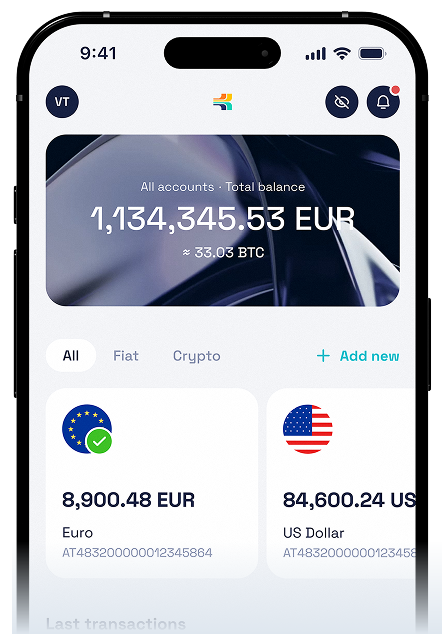 9:41
VT
All accounts · Total balance
1,134,345.53 EUR
≈ 33.03 BTC
All Fiat Crypto + Add new
8,900.48 EUR
Euro
AT483200000012345864
84,600.24 US
US Dollar
AT48320000001234586
Last transactions